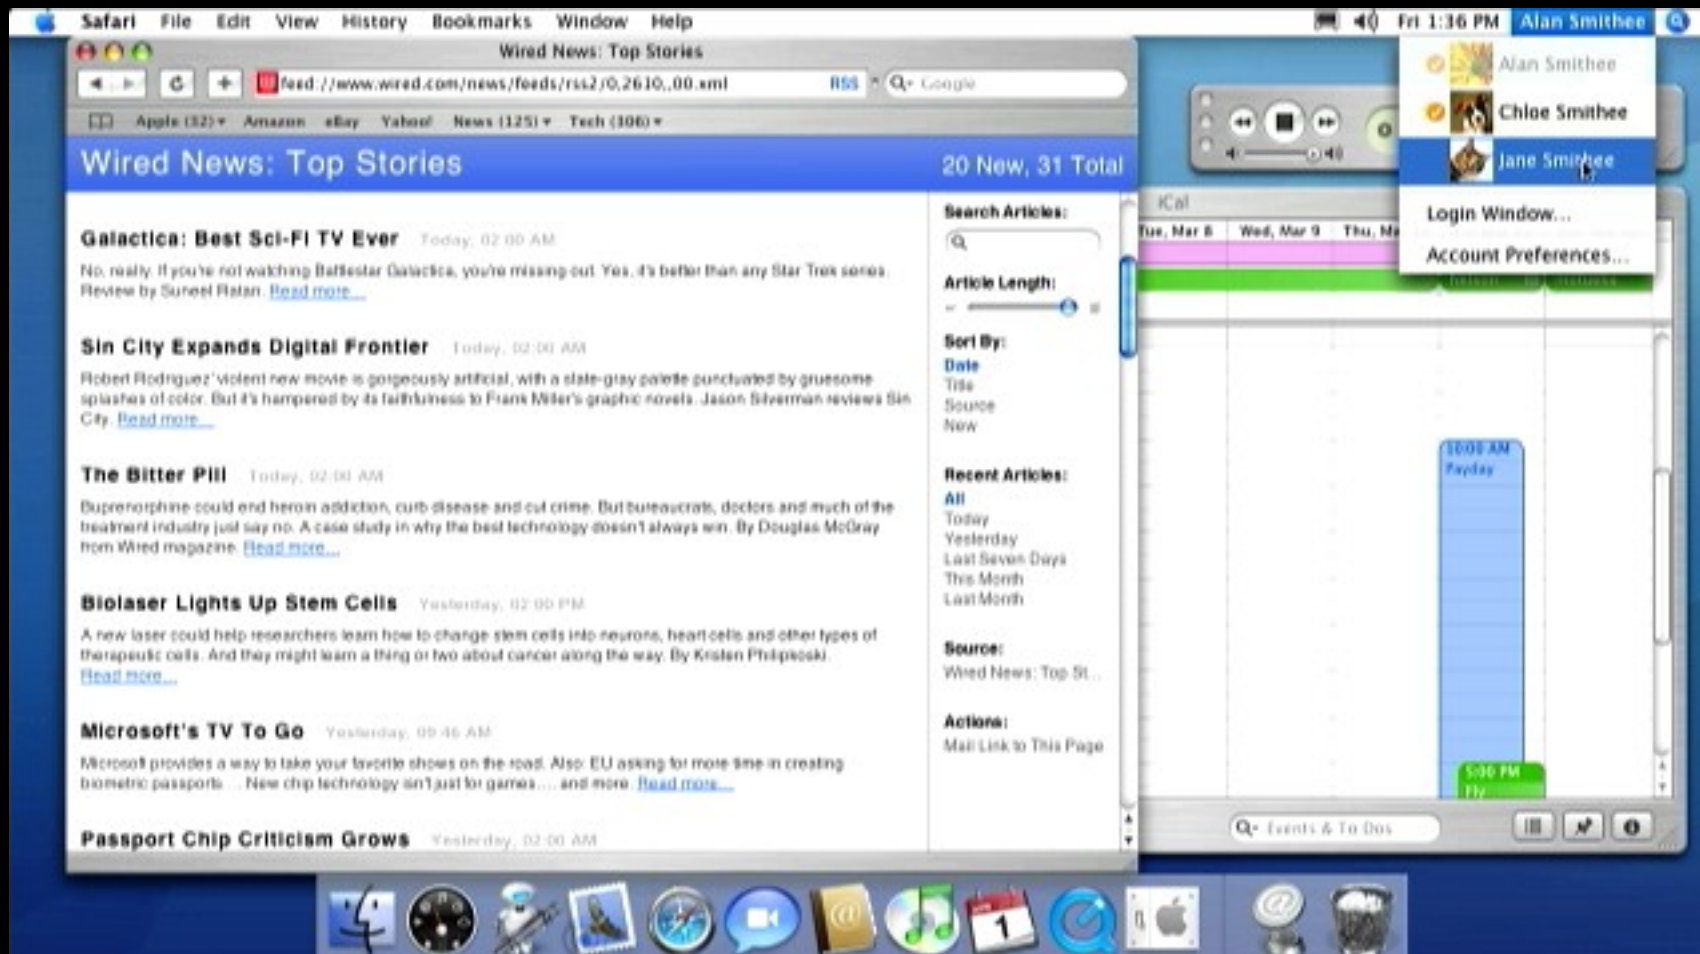 Safari File Edit View History Bookmarks Window Help
Fri 1:36 PM Alan Smithee
Wired News: Top Stories
feed://www.wired.com/news/feeds/rss2/0,2610,,00.xml RSS
Google
Apple (32) Amazon eBay Yahoo! News (125) Tech (306)
Wired News: Top Stories
20 New, 31 Total
Galactica: Best Sci-Fi TV Ever Today, 02:00 AM
No, really. If you're not watching Battlestar Galactica, you're missing out. Yes, it's better than any Star Trek series.
Review by Suneel Ratan. Read more...
Sin City Expands Digital Frontier Today, 02:00 AM
Robert Rodriguez' violent new movie is gorgeously artificial, with a slate-gray palette punctuated by gruesome
splashes of color. But it's hampered by its faithfulness to Frank Miller's graphic novels. Jason Silverman reviews Sin
City. Read more...
The Bitter Pill Today, 02:00 AM
Buprenorphine could end heroin addiction, curb disease and cut crime. But bureaucrats, doctors and much of the
treatment industry just say no. A case study in why the best technology doesn't always win. By Douglas McGray
from Wired magazine. Read more...
Biolaser Lights Up Stem Cells Yesterday, 02:00 PM
A new laser could help researchers learn how to change stem cells into neurons, heart cells and other types of
therapeutic cells. And they might learn a thing or two about cancer along the way. By Kristen Philipkoski.
Read more...
Microsoft's TV To Go Yesterday, 09:46 AM
Microsoft provides a way to take your favorite shows on the road. Also: EU asking for more time in creating
biometric passports.... New chip technology isn't just for games.... and more. Read more...
Passport Chip Criticism Grows Yesterday, 02:00 AM
Search Articles:
Article Length:
Sort By:
Date
Title
Source
New
Recent Articles:
All
Today
Yesterday
Last Seven Days
This Month
Last Month
Source:
Wired News: Top St...
Actions:
Mail Link to This Page
Alan Smithee
Chloe Smithee
Jane Smithee
Login Window...
Account Preferences...
iCal
Tue, Mar 8 Wed, Mar 9 Thu, Ma
10:00 AM
Payday
5:00 PM
Fly
Events & To Dos
1